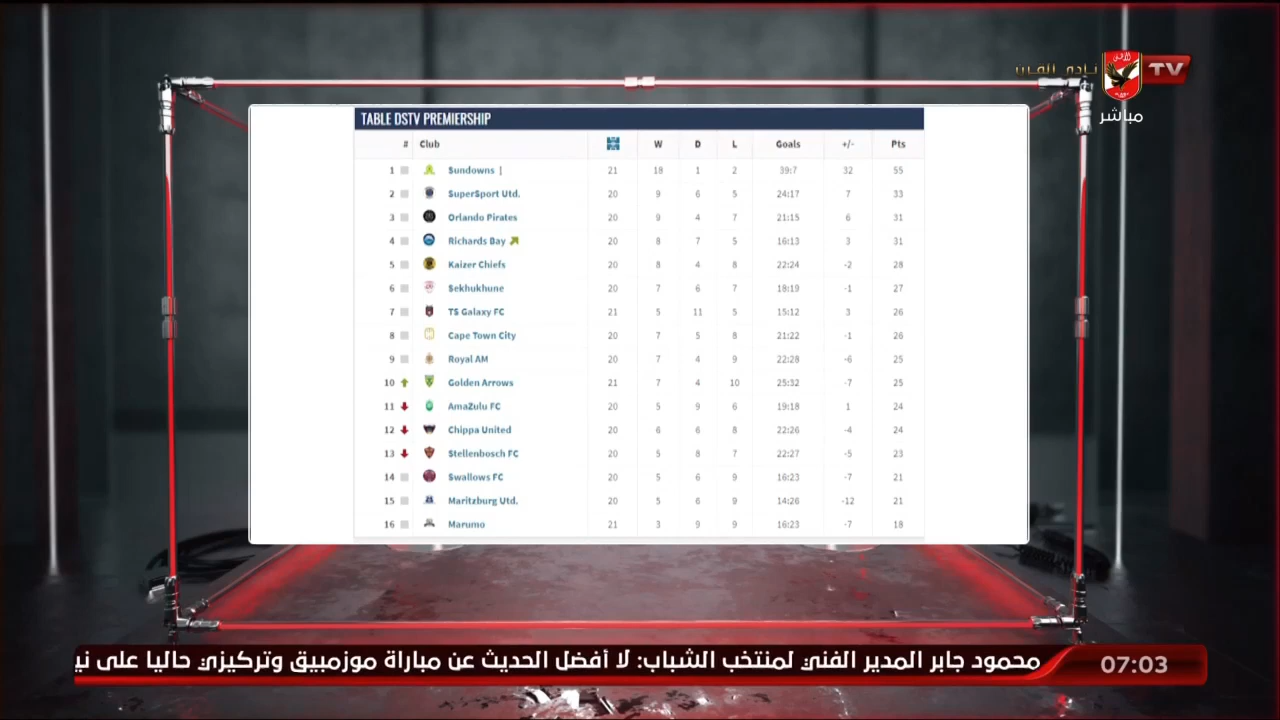 نادي القرن
TV
مباشر
TABLE DSTV PREMIERSHIP
# Club W D L Goals +/- Pts
1 Sundowns 21 18 1 2 39:7 32 55
2 SuperSport Utd. 20 9 6 5 24:17 7 33
3 Orlando Pirates 20 9 4 7 21:15 6 31
4 Richards Bay 20 8 7 5 16:13 3 31
5 Kaizer Chiefs 20 8 4 8 22:24 -2 28
6 Sekhukhune 20 7 6 7 18:19 -1 27
7 TS Galaxy FC 21 5 11 5 15:12 3 26
8 Cape Town City 20 7 5 8 21:22 -1 26
9 Royal AM 20 7 4 9 22:28 -6 25
10 Golden Arrows 21 7 4 10 25:32 -7 25
11 AmaZulu FC 20 5 9 6 19:18 1 24
12 Chippa United 20 6 6 8 22:26 -4 24
13 Stellenbosch FC 20 5 8 7 22:27 -5 23
14 Swallows FC 20 5 6 9 16:23 -7 21
15 Maritzburg Utd. 20 5 6 9 14:26 -12 21
16 Marumo 21 3 9 9 16:23 -7 18
محمود جابر المدير الفني لمنتخب الشباب: لا أفضل الحديث عن مباراة موزمبيق وتركيزي حاليا على ني
07:03